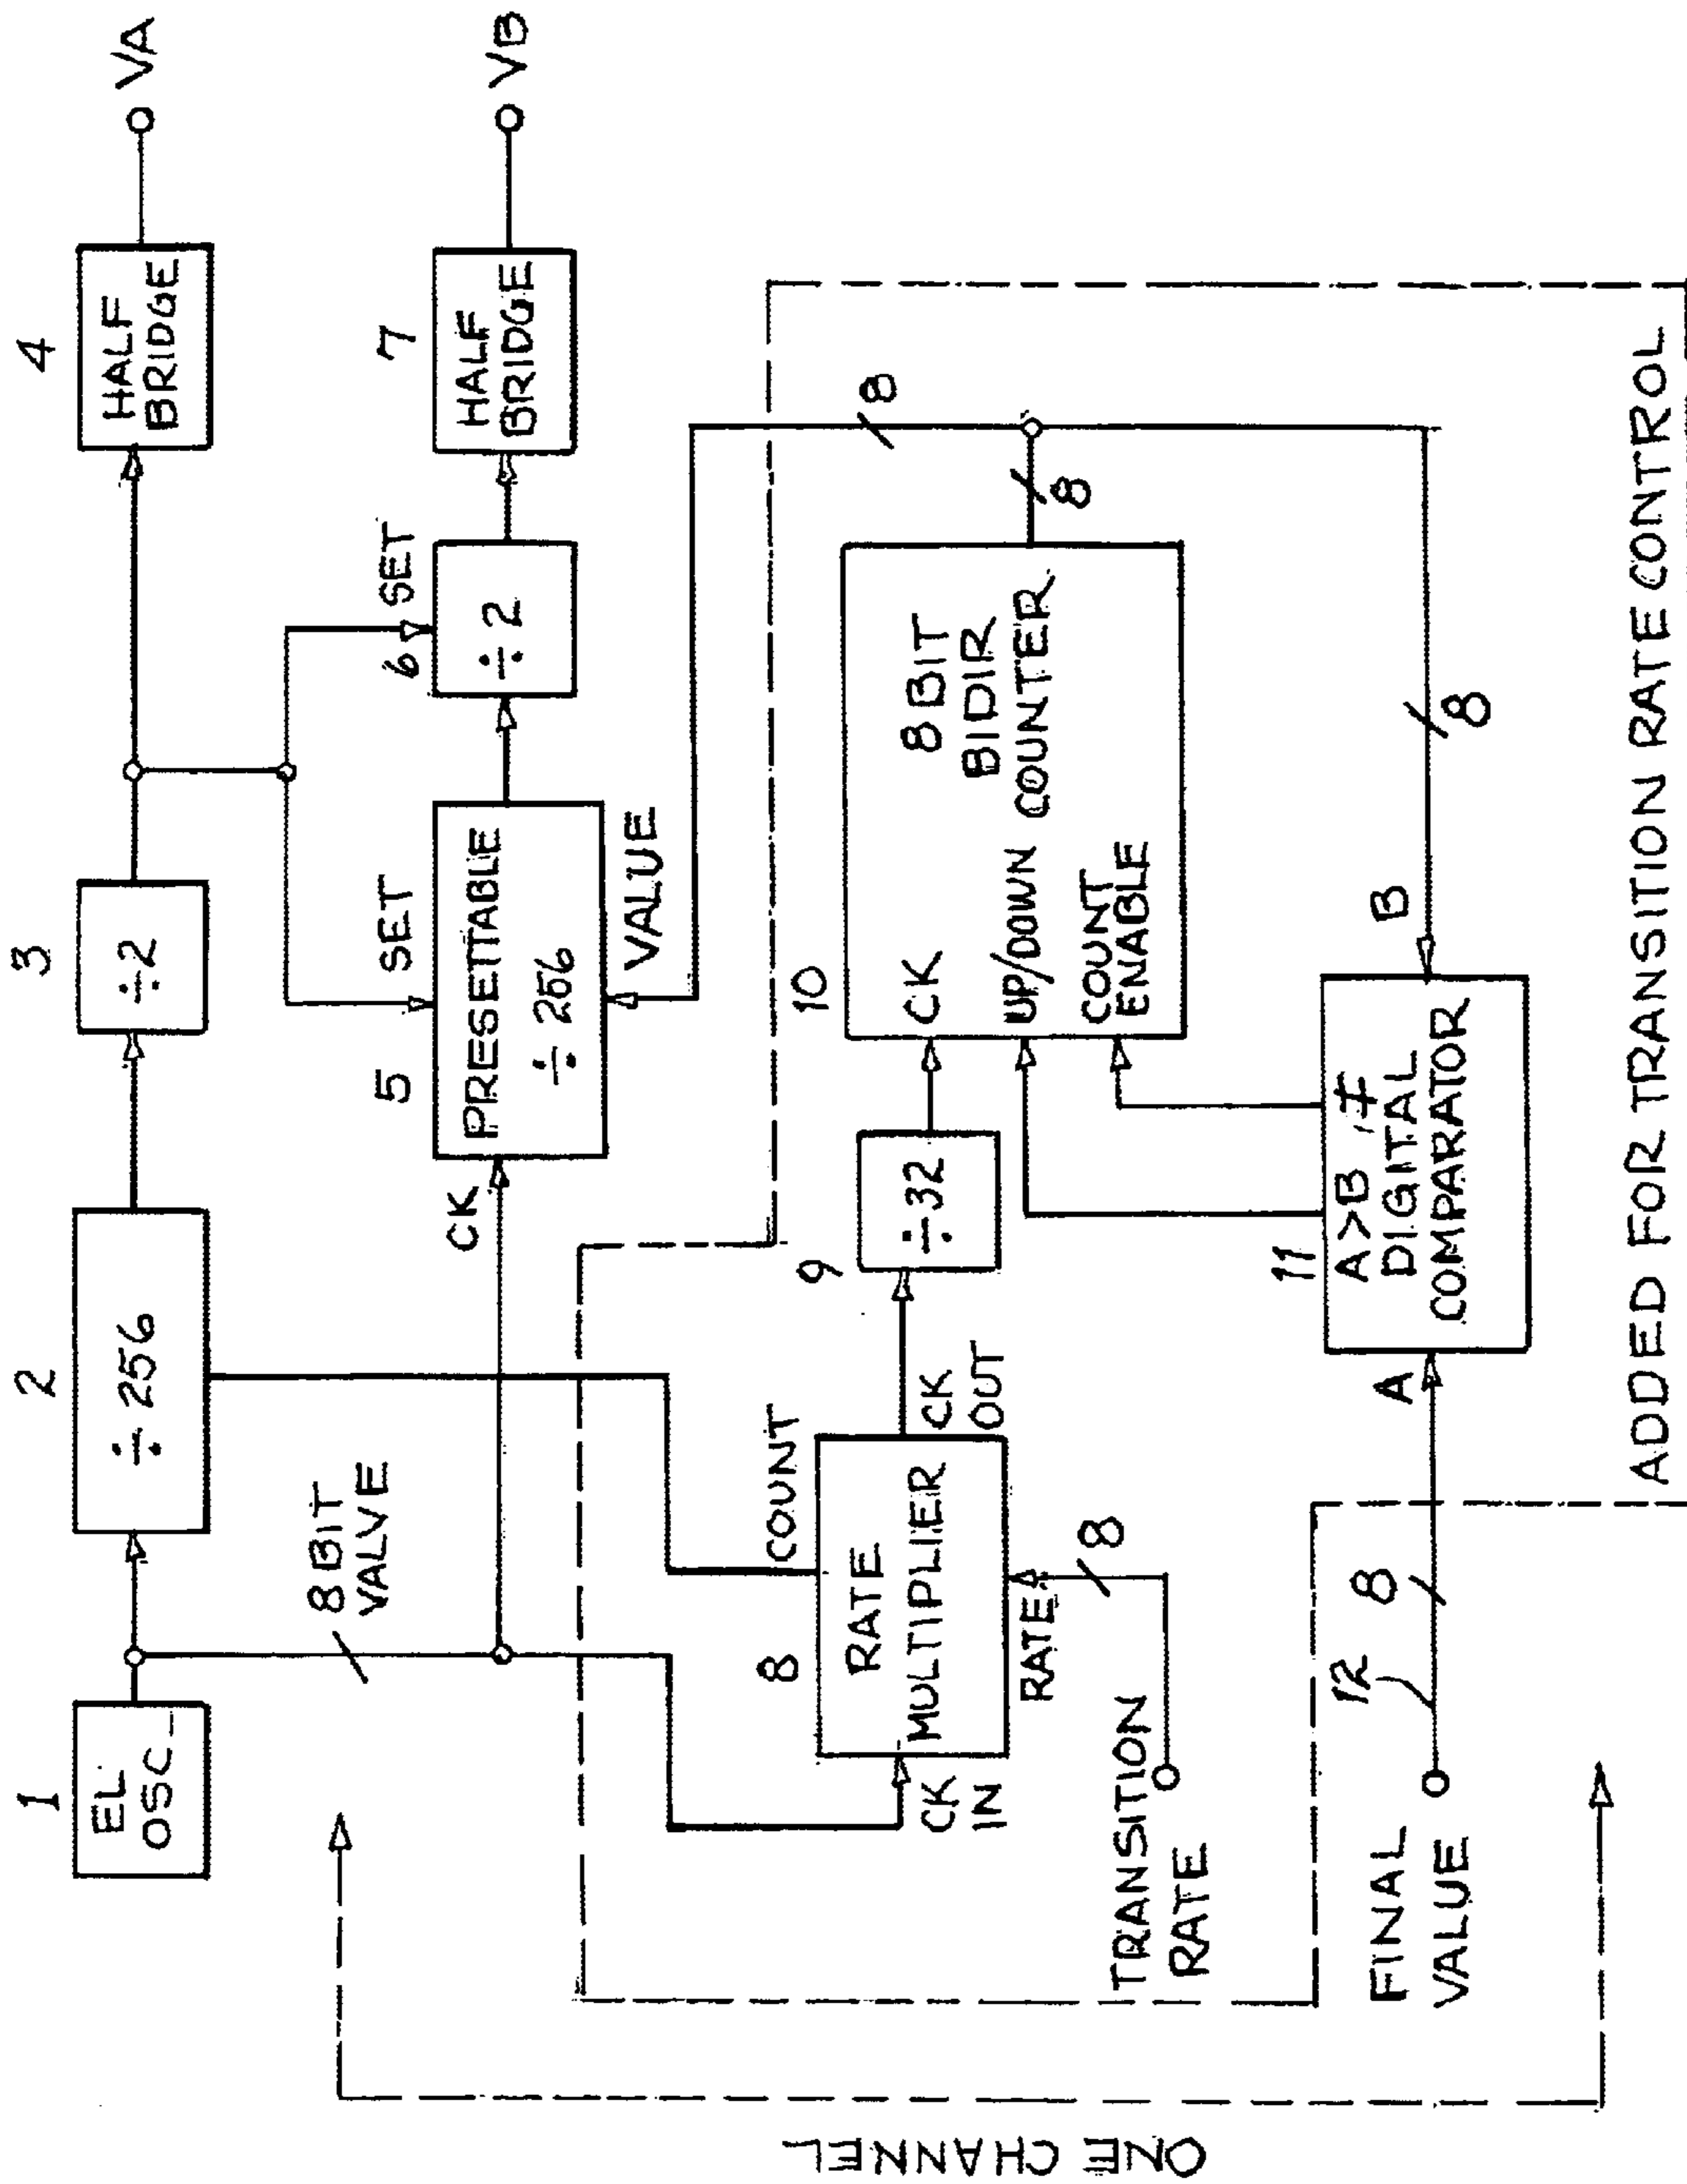 1
EL
OSC
2
÷ 256
3
÷2
4
HALF
BRIDGE
VA
8 BIT
VALVE
CK
5
PRESETTABLE
÷ 256
SET
VALUE
6
SET
÷ 2
7
HALF
BRIDGE
VB
COUNT
8
RATE
MULTIPLIER
CK
IN
CK
OUT
RATE
8
TRANSITION
RATE
9
÷32
10
CK
UP/DOWN
COUNT
ENABLE
8 BIT
BIDIR
COUNTER
8
8
8
11
A>B, ≠
DIGITAL
COMPARATOR
A
B
FINAL
VALUE
12
8
ADDED FOR TRANSITION RATE CONTROL
ONE CHANNEL